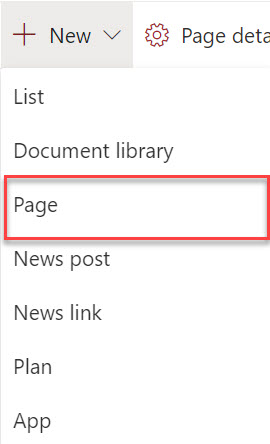 New
Page deta
List
Document library
Page
News post
News link
Plan
App